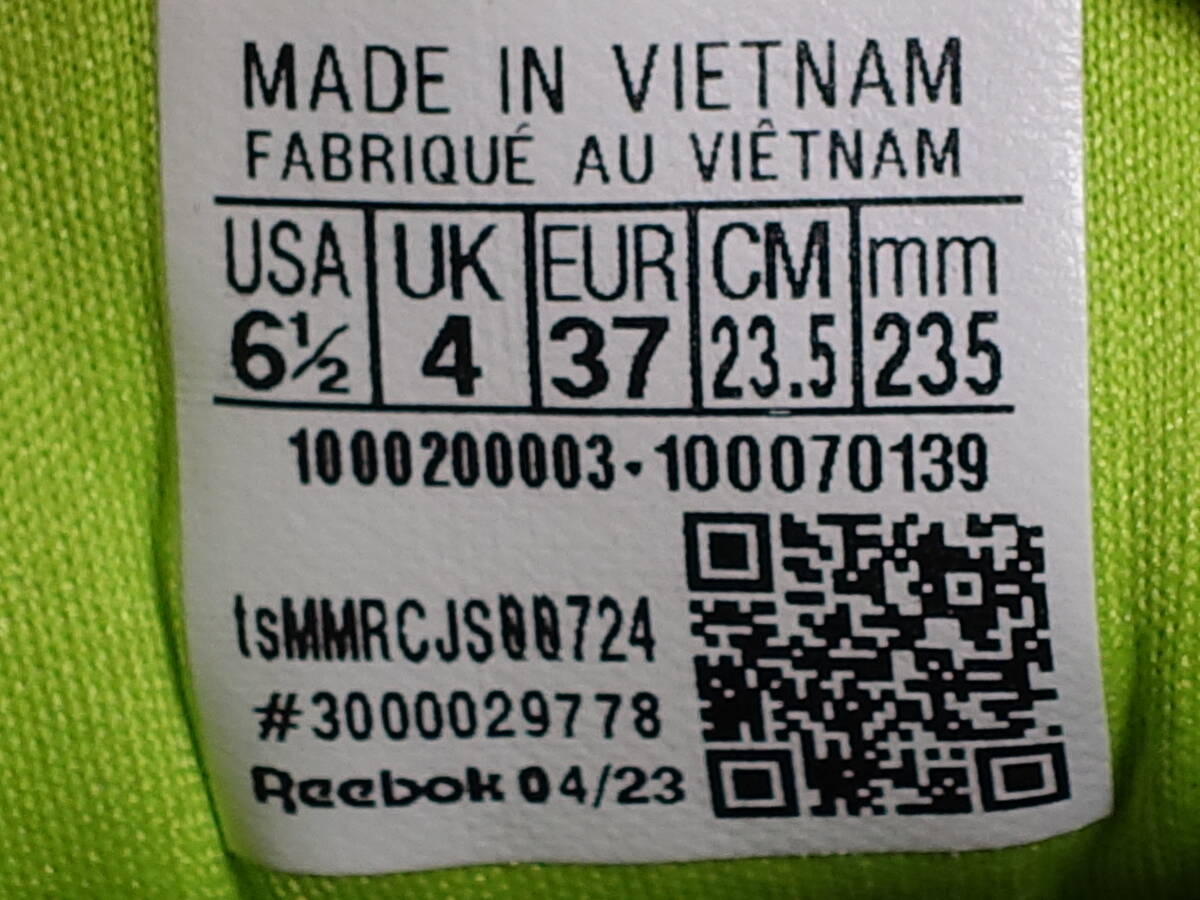 MADE IN VIETNAM
FABRIQUÉ AU VIÊTNAM
USA UK EUR CM mm
6½ 4 37 23.5 235
1000200003-100070139
tsMMRCJS00724
#3000029778
Reebok 04/23